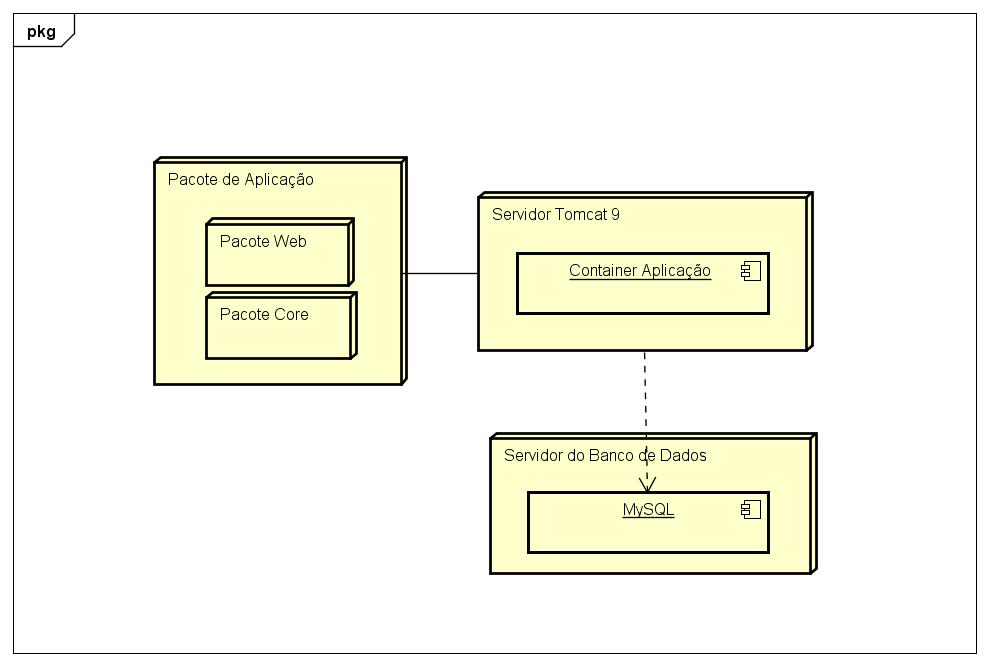 pkg
Pacote de Aplicação
Pacote Web
Pacote Core
Servidor Tomcat 9
Container Aplicação
Servidor do Banco de Dados
MySQL